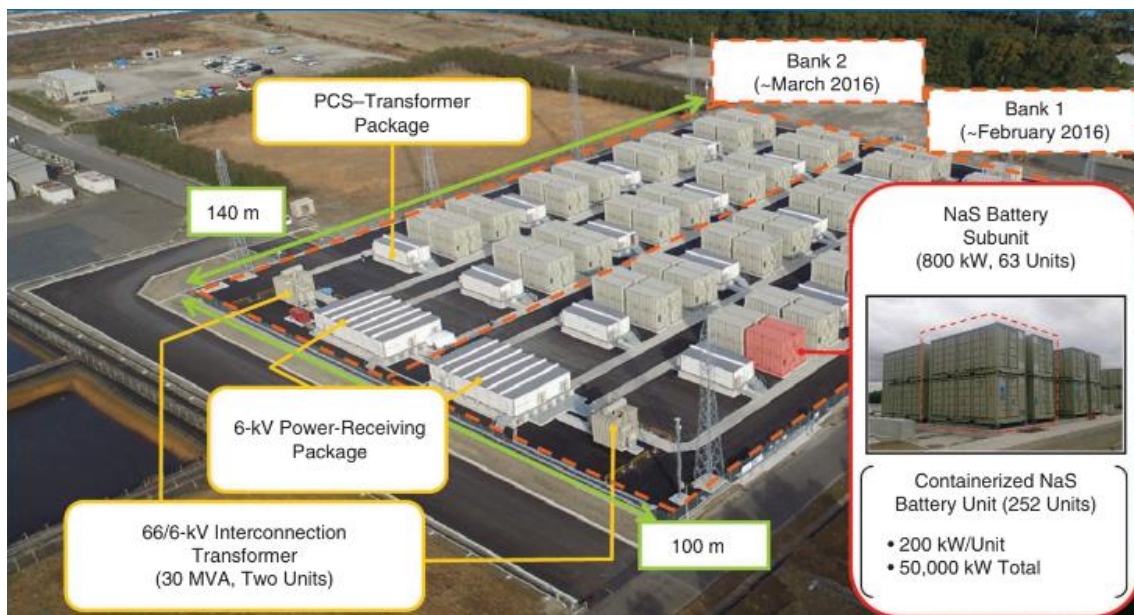 Bank 2
(~March 2016)
Bank 1
(~February 2016)
PCS–Transformer
Package
140 m
NaS Battery
Subunit
(800 kW, 63 Units)
6-kV Power-Receiving
Package
66/6-kV Interconnection
Transformer
(30 MVA, Two Units)
100 m
Containerized NaS
Battery Unit (252 Units)
• 200 kW/Unit
• 50,000 kW Total